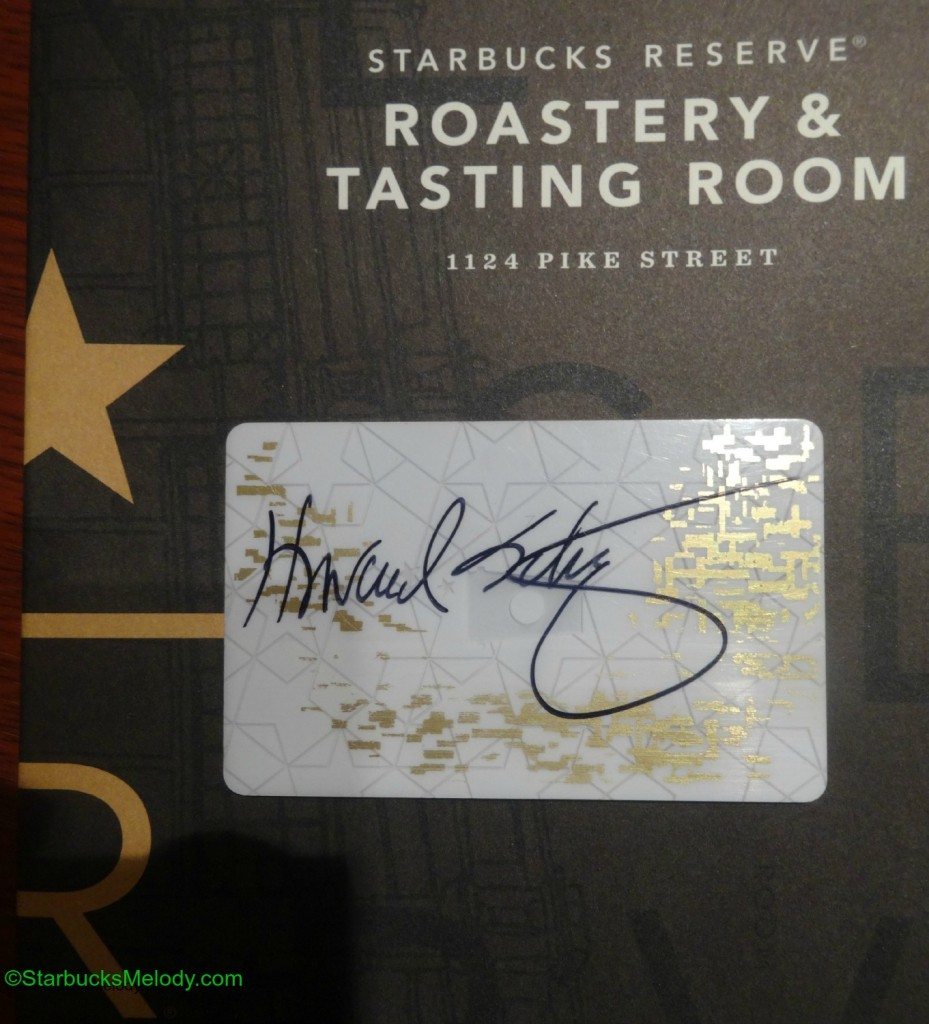 STARBUCKS RESERVE®
ROASTERY &
TASTING ROOM
1124 PIKE STREET
Howard
R
©StarbucksMelody.com